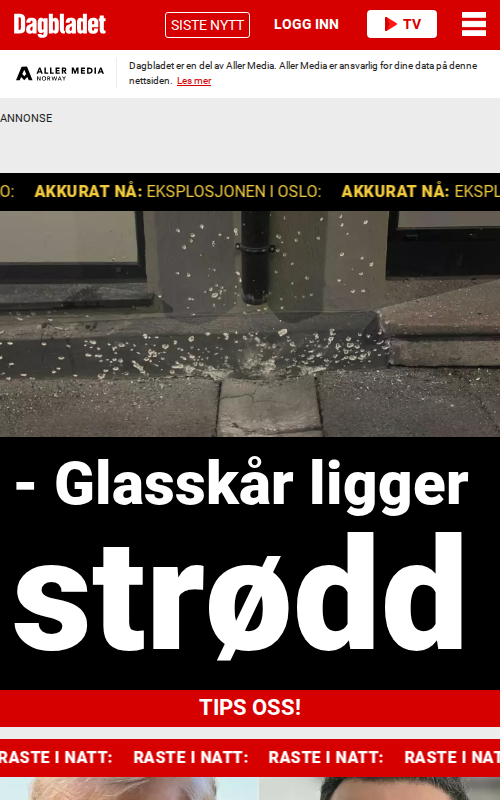 Dagbladet
SISTE NYTT
LOGG INN
TV
ALLER MEDIA
NORWAY
Dagbladet er en del av Aller Media. Aller Media er ansvarlig for dine data på denne
nettsiden. Les mer
ANNONSE
O: AKKURAT NÅ: EKSPLOSJONEN I OSLO: AKKURAT NÅ: EKSPL
- Glasskår ligger
strødd
TIPS OSS!
RASTE I NATT: RASTE I NATT: RASTE I NATT: RASTE I NAT